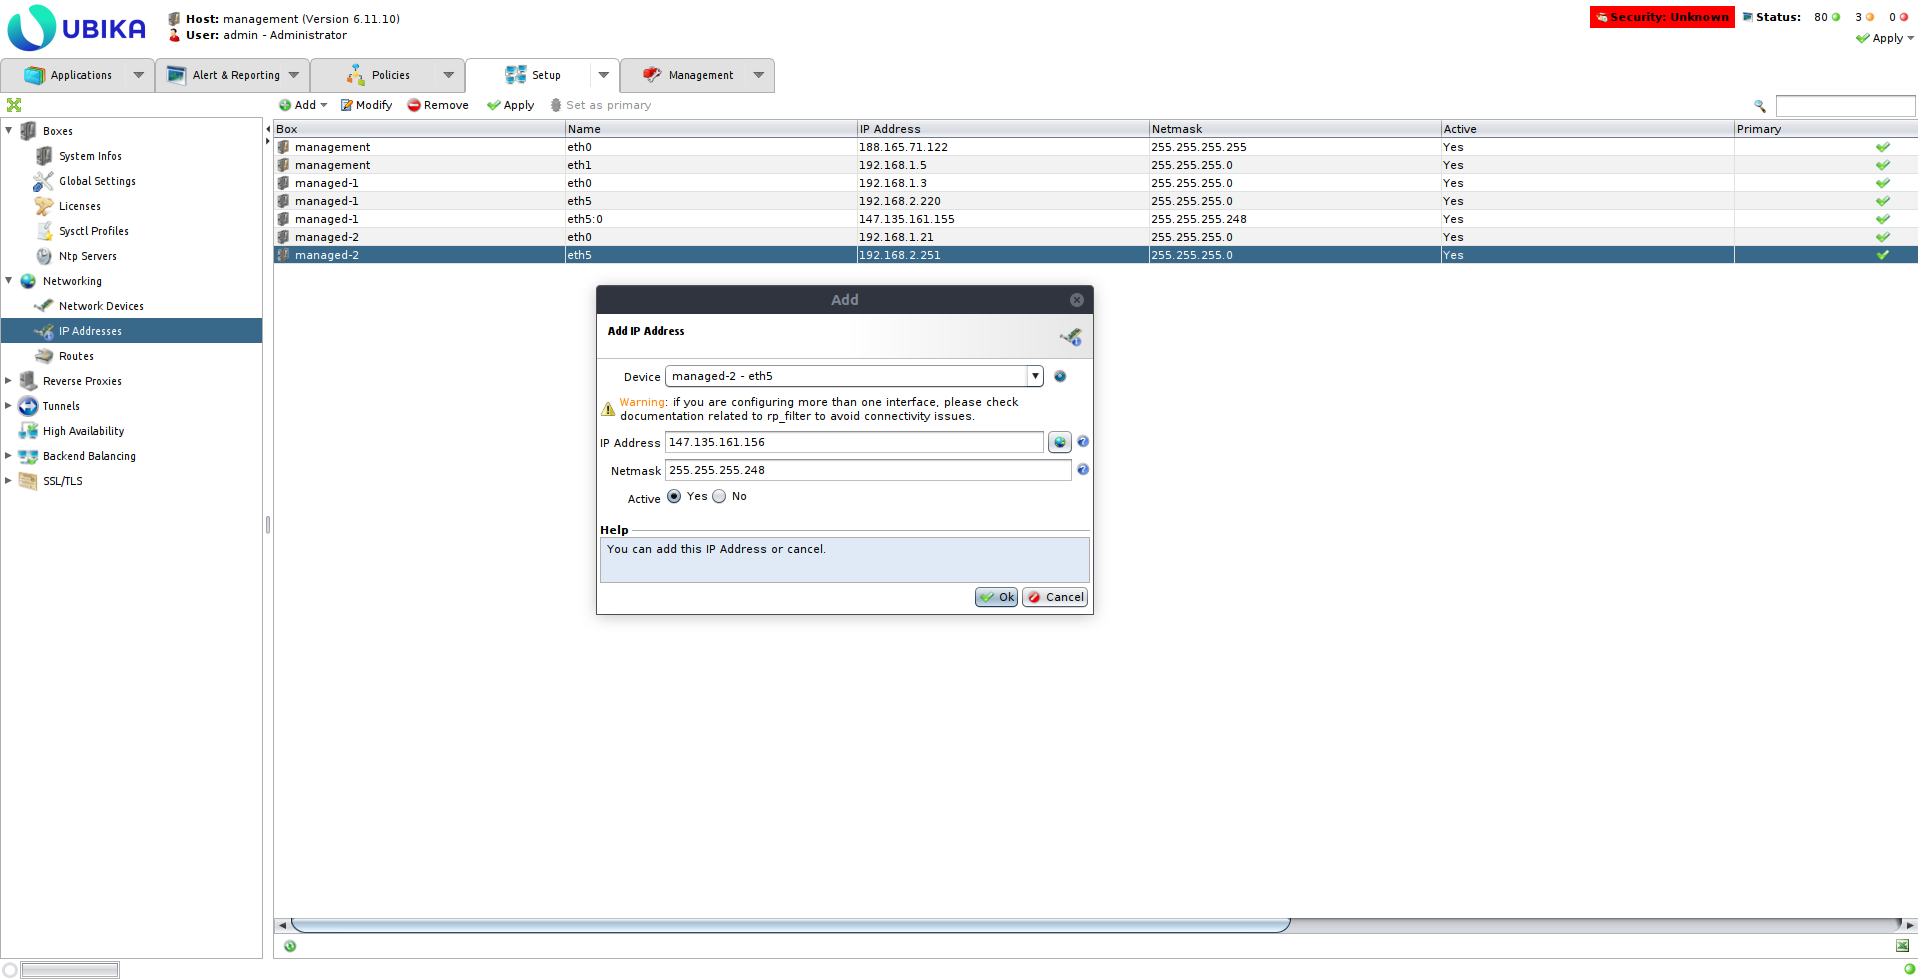 UBIKA
Host: management (Version 6.11.10)
User: admin - Administrator
Security: Unknown
Status: 80 3 0
Apply
Applications
Alert & Reporting
Policies
Setup
Management
Add
Modify
Remove
Apply
Set as primary
Boxes
System Infos
Global Settings
Licenses
Sysctl Profiles
Ntp Servers
Networking
Network Devices
IP Addresses
Routes
Reverse Proxies
Tunnels
High Availability
Backend Balancing
SSL/TLS
Box Name IP Address Netmask Active Primary
management eth0 188.165.71.122 255.255.255.255 Yes
management eth1 192.168.1.5 255.255.255.0 Yes
managed-1 eth0 192.168.1.3 255.255.255.0 Yes
managed-1 eth5 192.168.2.220 255.255.255.0 Yes
managed-1 eth5:0 147.135.161.155 255.255.255.248 Yes
managed-2 eth0 192.168.1.21 255.255.255.0 Yes
managed-2 eth5 192.168.2.251 255.255.255.0 Yes
Add
Add IP Address
Device managed-2 - eth5
Warning: if you are configuring more than one interface, please check
documentation related to rp_filter to avoid connectivity issues.
IP Address 147.135.161.156
Netmask 255.255.255.248
Active Yes No
Help
You can add this IP Address or cancel.
Ok Cancel